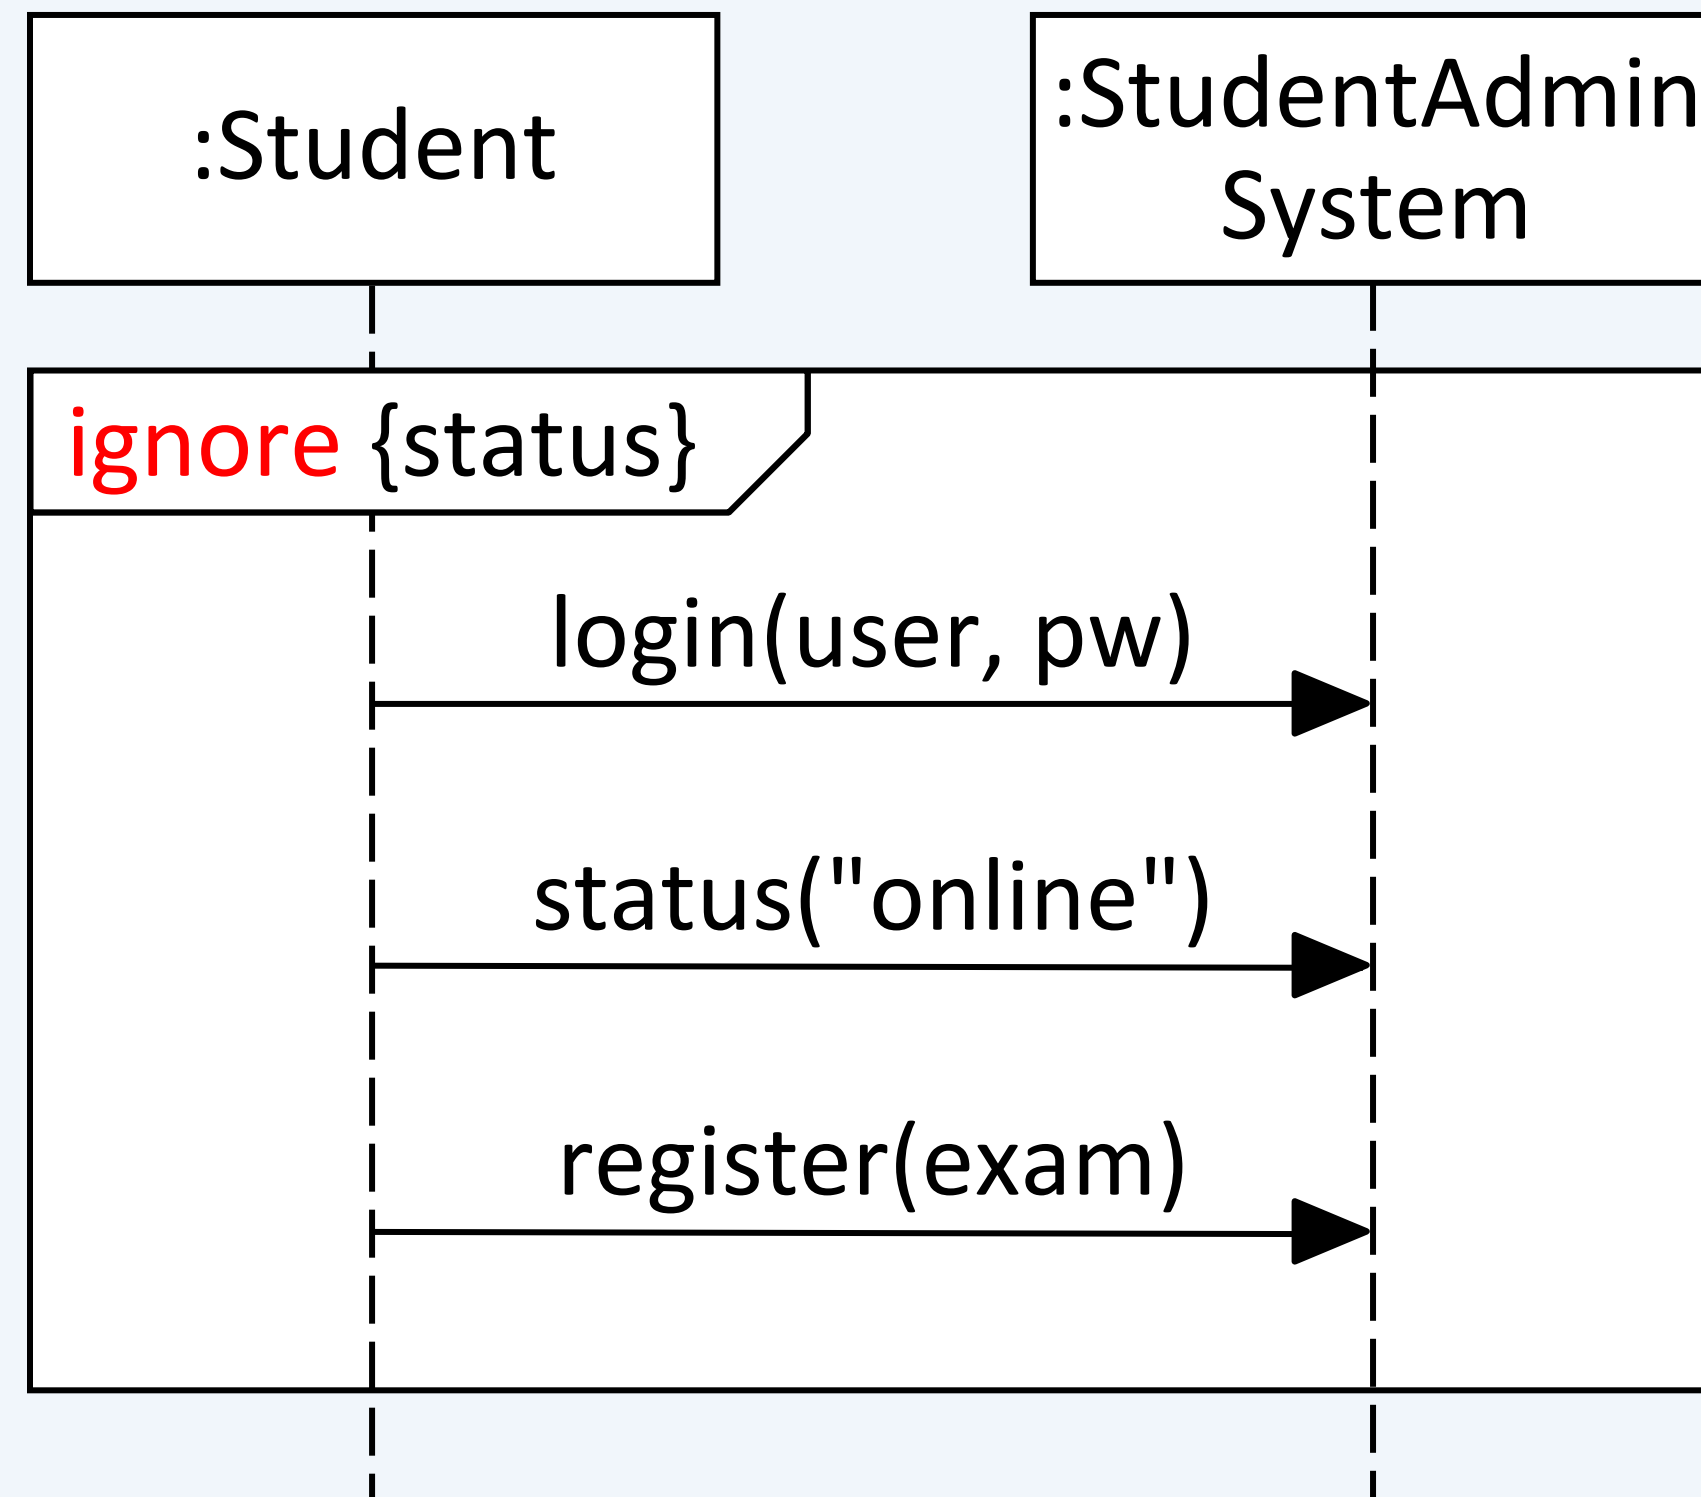 :Student
:StudentAdmin
System
ignore {status}
login(user, pw)
status("online")
register(exam)